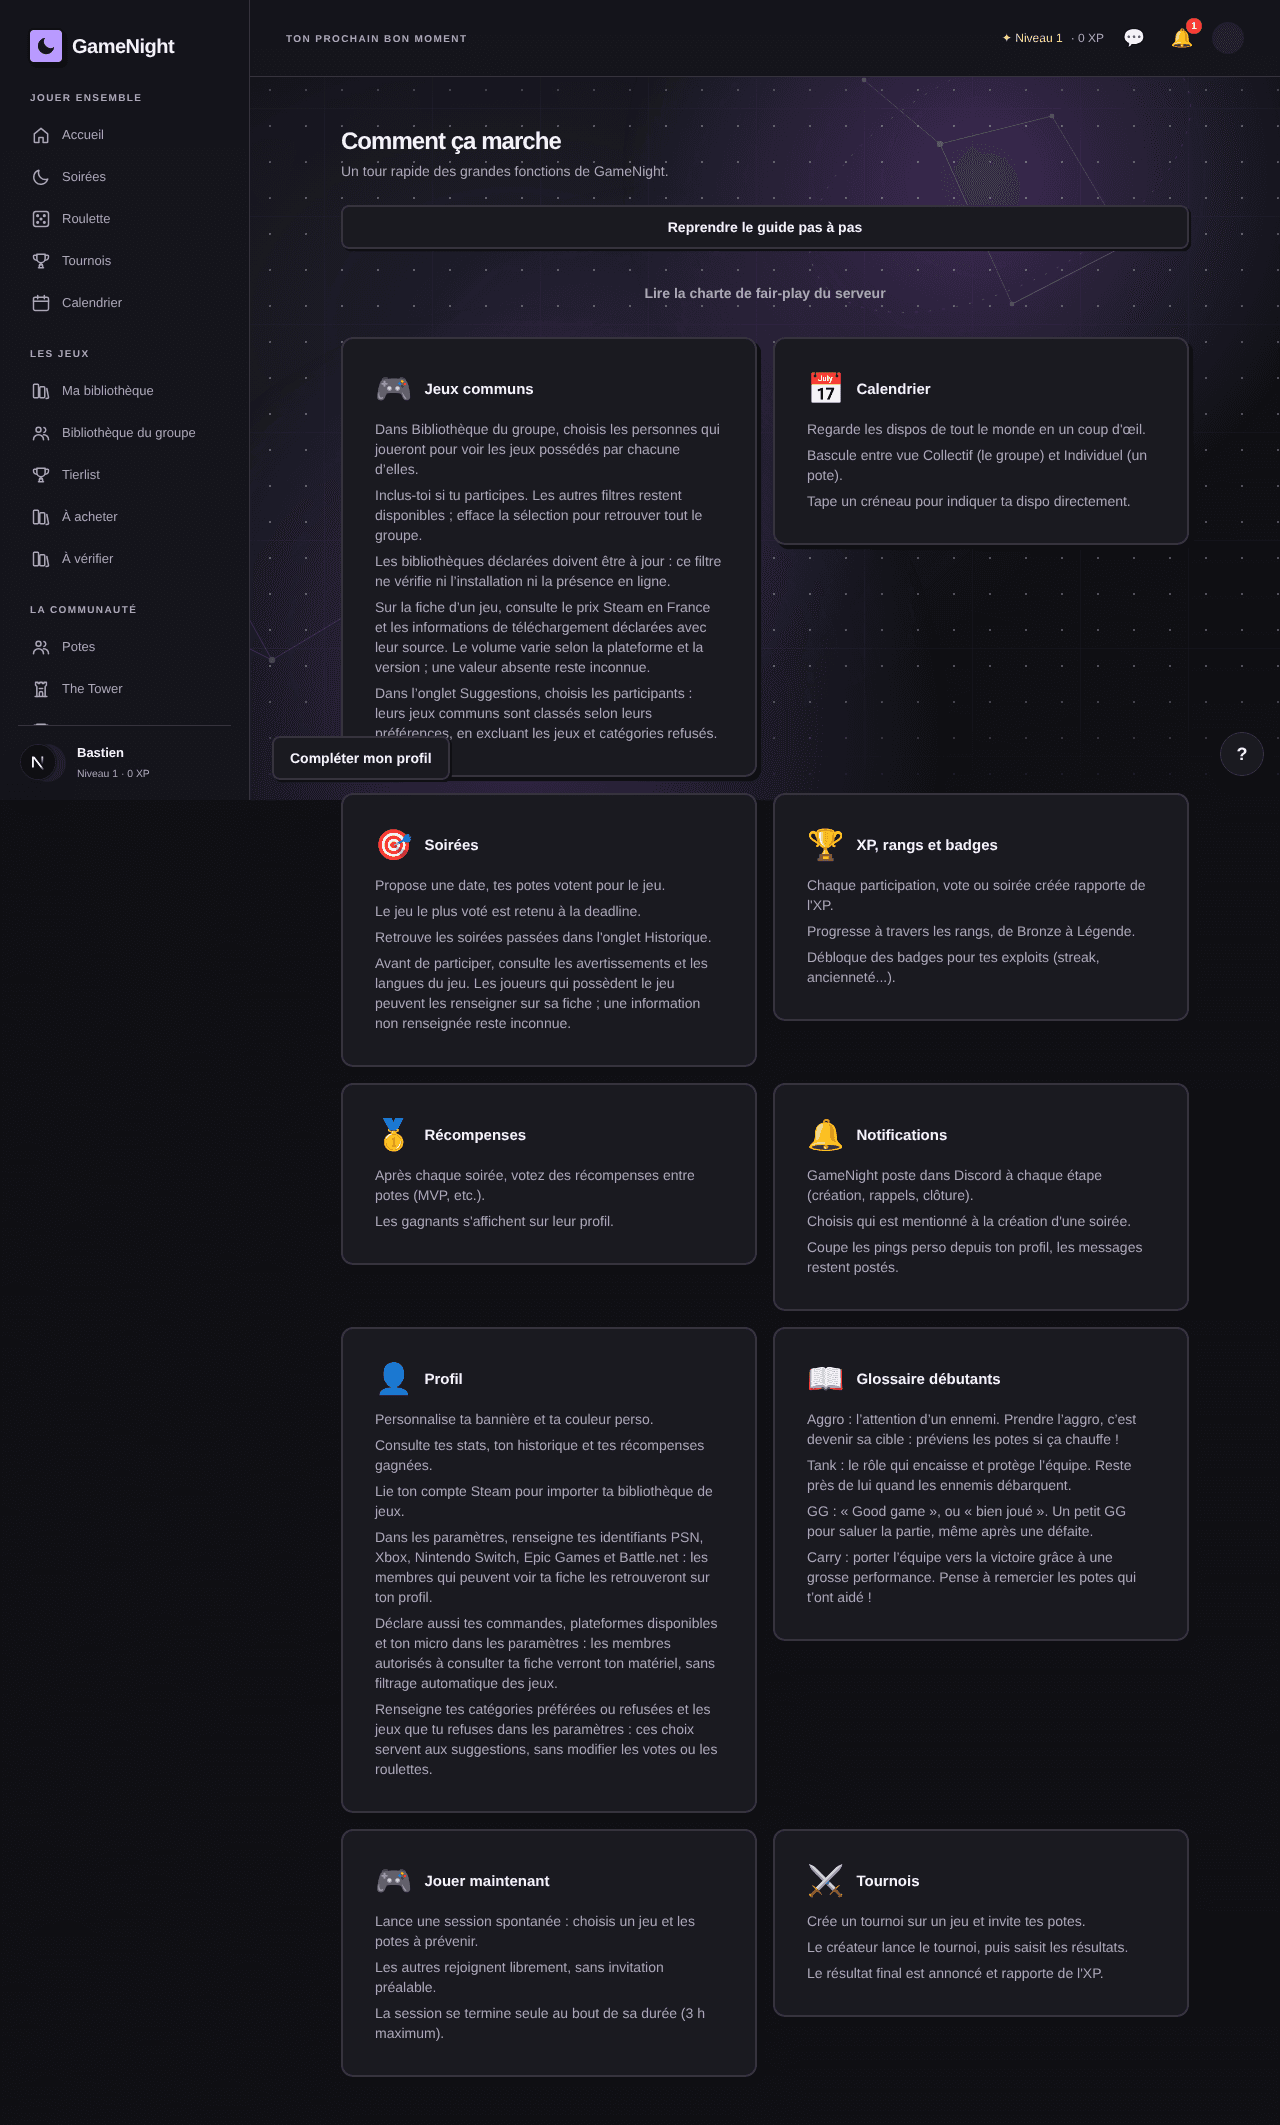 GameNight
JOUER ENSEMBLE
Accueil
Soirées
Roulette
Tournois
Calendrier
LES JEUX
Ma bibliothèque
Bibliothèque du groupe
Tierlist
À acheter
À vérifier
LA COMMUNAUTÉ
Potes
The Tower
Bastien
Niveau 1 · 0 XP
TON PROCHAIN BON MOMENT
✦ Niveau 1 · 0 XP
1
Comment ça marche
Un tour rapide des grandes fonctions de GameNight.
Reprendre le guide pas à pas
Lire la charte de fair-play du serveur
Jeux communs
Dans Bibliothèque du groupe, choisis les personnes qui
joueront pour voir les jeux possédés par chacune
d’elles.
Inclus-toi si tu participes. Les autres filtres restent
disponibles ; efface la sélection pour retrouver tout le
groupe.
Les bibliothèques déclarées doivent être à jour : ce filtre
ne vérifie ni l’installation ni la présence en ligne.
Sur la fiche d’un jeu, consulte le prix Steam en France
et les informations de téléchargement déclarées avec
leur source. Le volume varie selon la plateforme et la
version ; une valeur absente reste inconnue.
Dans l’onglet Suggestions, choisis les participants :
leurs jeux communs sont classés selon leurs
préférences, en excluant les jeux et catégories refusés.
Compléter mon profil
July
17
Calendrier
Regarde les dispos de tout le monde en un coup d'œil.
Bascule entre vue Collectif (le groupe) et Individuel (un
pote).
Tape un créneau pour indiquer ta dispo directement.
?
Soirées
Propose une date, tes potes votent pour le jeu.
Le jeu le plus voté est retenu à la deadline.
Retrouve les soirées passées dans l'onglet Historique.
Avant de participer, consulte les avertissements et les
langues du jeu. Les joueurs qui possèdent le jeu
peuvent les renseigner sur sa fiche ; une information
non renseignée reste inconnue.
XP, rangs et badges
Chaque participation, vote ou soirée créée rapporte de
l'XP.
Progresse à travers les rangs, de Bronze à Légende.
Débloque des badges pour tes exploits (streak,
ancienneté...).
Récompenses
Après chaque soirée, votez des récompenses entre
potes (MVP, etc.).
Les gagnants s'affichent sur leur profil.
Notifications
GameNight poste dans Discord à chaque étape
(création, rappels, clôture).
Choisis qui est mentionné à la création d'une soirée.
Coupe les pings perso depuis ton profil, les messages
restent postés.
Profil
Personnalise ta bannière et ta couleur perso.
Consulte tes stats, ton historique et tes récompenses
gagnées.
Lie ton compte Steam pour importer ta bibliothèque de
jeux.
Dans les paramètres, renseigne tes identifiants PSN,
Xbox, Nintendo Switch, Epic Games et Battle.net : les
membres qui peuvent voir ta fiche les retrouveront sur
ton profil.
Déclare aussi tes commandes, plateformes disponibles
et ton micro dans les paramètres : les membres
autorisés à consulter ta fiche verront ton matériel, sans
filtrage automatique des jeux.
Renseigne tes catégories préférées ou refusées et les
jeux que tu refuses dans les paramètres : ces choix
servent aux suggestions, sans modifier les votes ou les
roulettes.
Glossaire débutants
Aggro : l’attention d’un ennemi. Prendre l’aggro, c’est
devenir sa cible : préviens les potes si ça chauffe !
Tank : le rôle qui encaisse et protège l’équipe. Reste
près de lui quand les ennemis débarquent.
GG : « Good game », ou « bien joué ». Un petit GG
pour saluer la partie, même après une défaite.
Carry : porter l’équipe vers la victoire grâce à une
grosse performance. Pense à remercier les potes qui
t’ont aidé !
Jouer maintenant
Lance une session spontanée : choisis un jeu et les
potes à prévenir.
Les autres rejoignent librement, sans invitation
préalable.
La session se termine seule au bout de sa durée (3 h
maximum).
Tournois
Crée un tournoi sur un jeu et invite tes potes.
Le créateur lance le tournoi, puis saisit les résultats.
Le résultat final est annoncé et rapporte de l'XP.